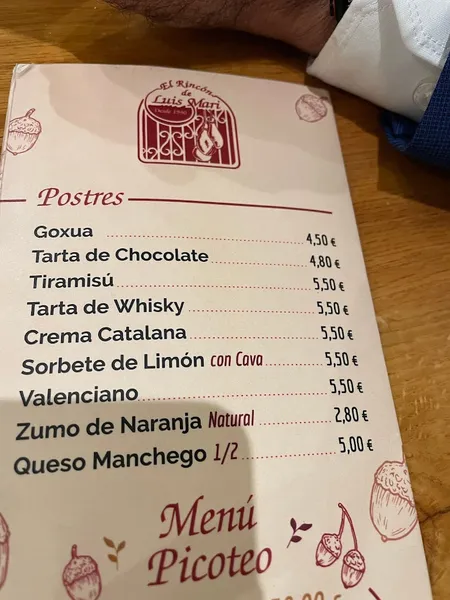 El Rincón
de
Luis Mari
Desde 1986
Postres
Goxua 4,50 €
Tarta de Chocolate 4,80 €
Tiramisú 5,50 €
Tarta de Whisky 5,50 €
Crema Catalana 5,50 €
Sorbete de Limón con Cava 5,50 €
Valenciano 5,50 €
Zumo de Naranja Natural 2,80 €
Queso Manchego 1/2 5,00 €
Menú
Picoteo